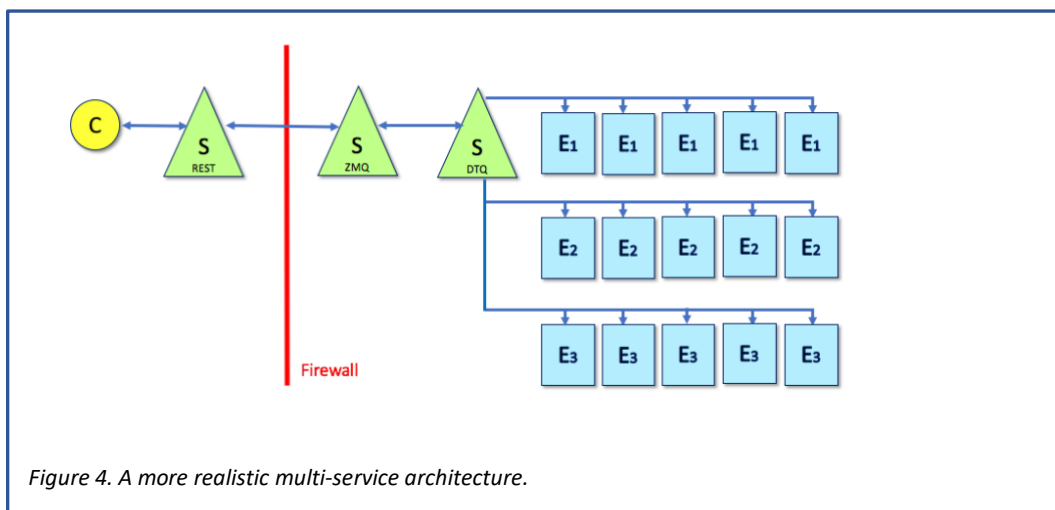 C
S
REST
S
ZMQ
S
DTQ
E1 E1 E1 E1 E1
E2 E2 E2 E2 E2
E3 E3 E3 E3 E3
Firewall
Figure 4. A more realistic multi-service architecture.